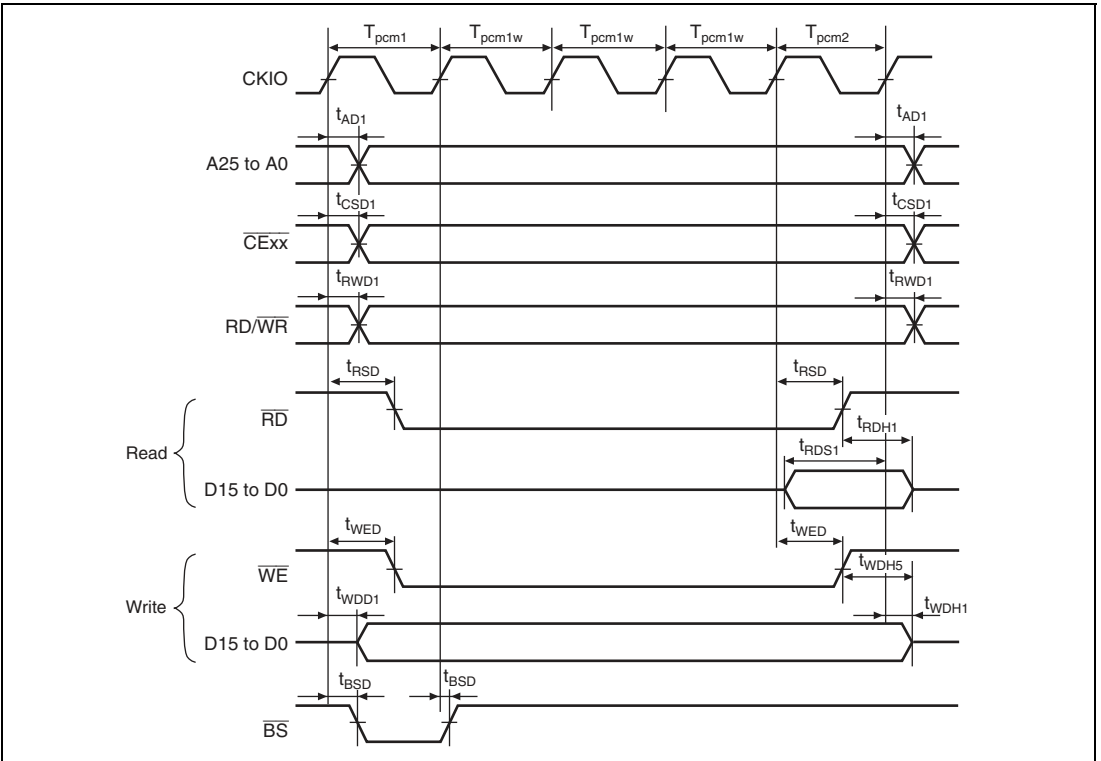 Tpcm1 Tpcm1w Tpcm1w Tpcm1w Tpcm2
CKIO
tAD1 tAD1
A25 to A0
tCSD1 tCSD1
CExx
tRWD1 tRWD1
RD/WR
tRSD tRSD
RD
tRDH1
Read
tRDS1
D15 to D0
tWED tWED
WE
tWDH5
Write
tWDD1 tWDH1
D15 to D0
tBSD tBSD
BS